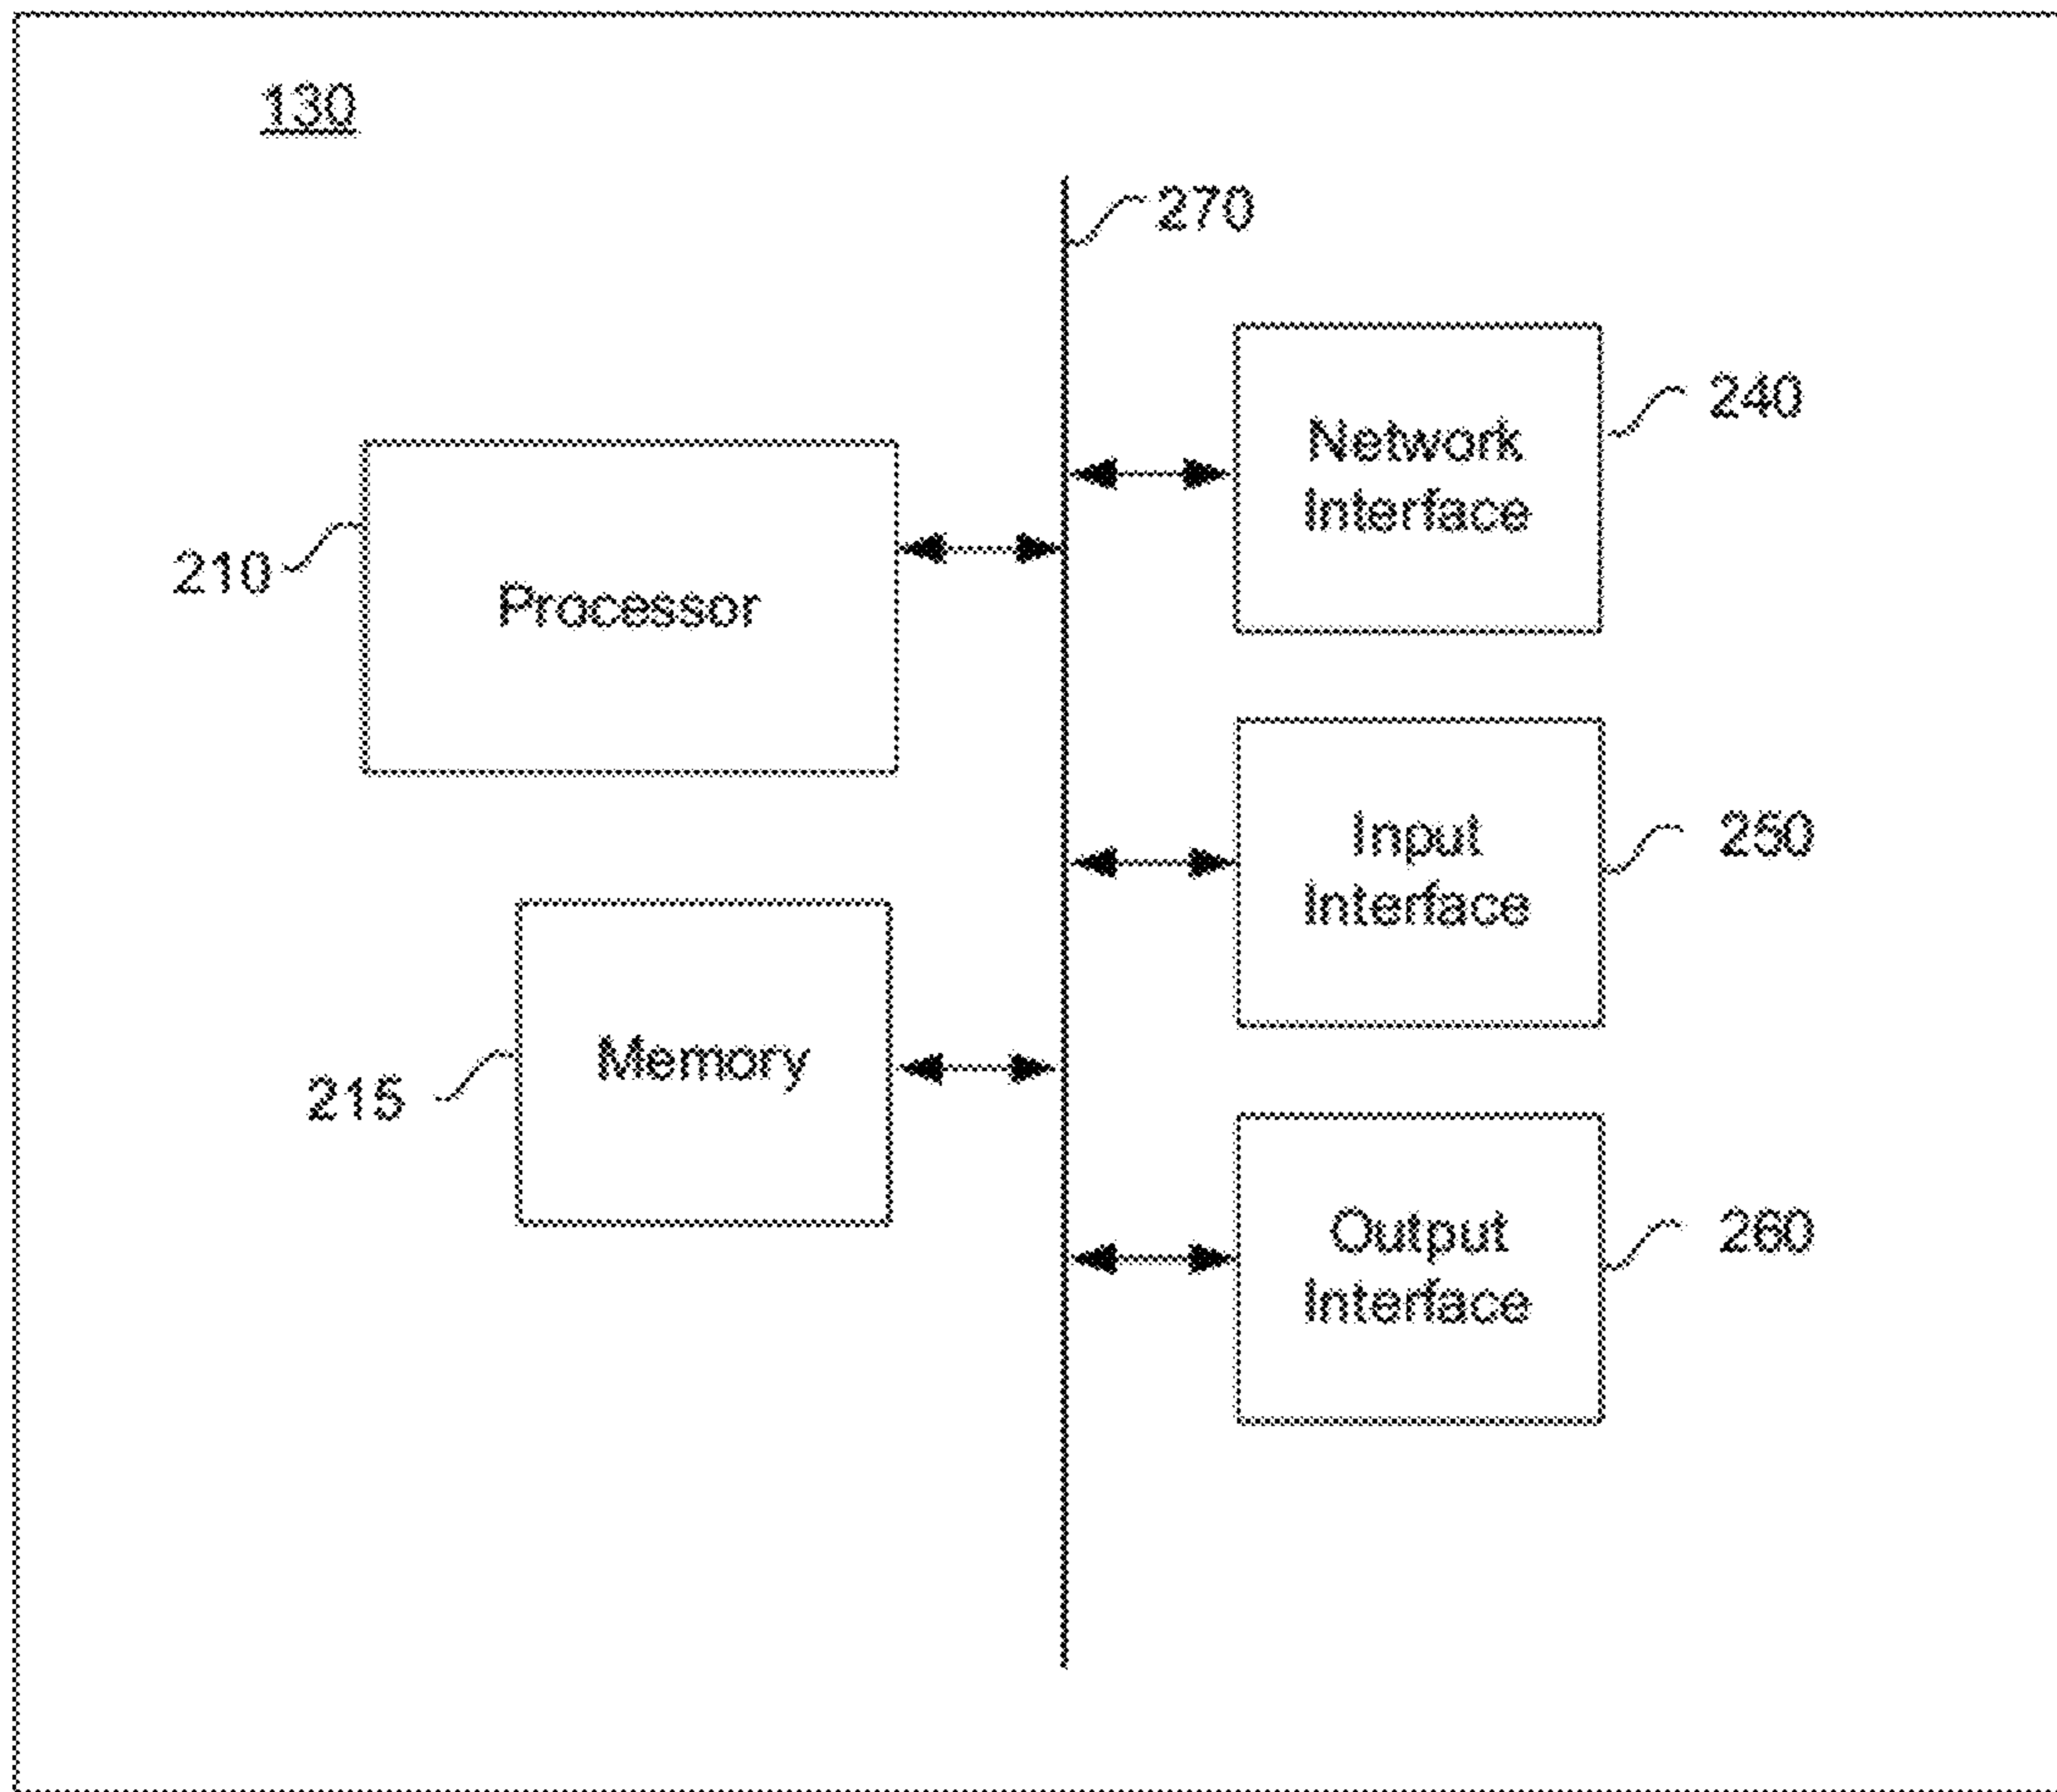 130
270
Network
Interface
240
210
Processor
Input
Interface
250
Memory
215
Output
Interface
260